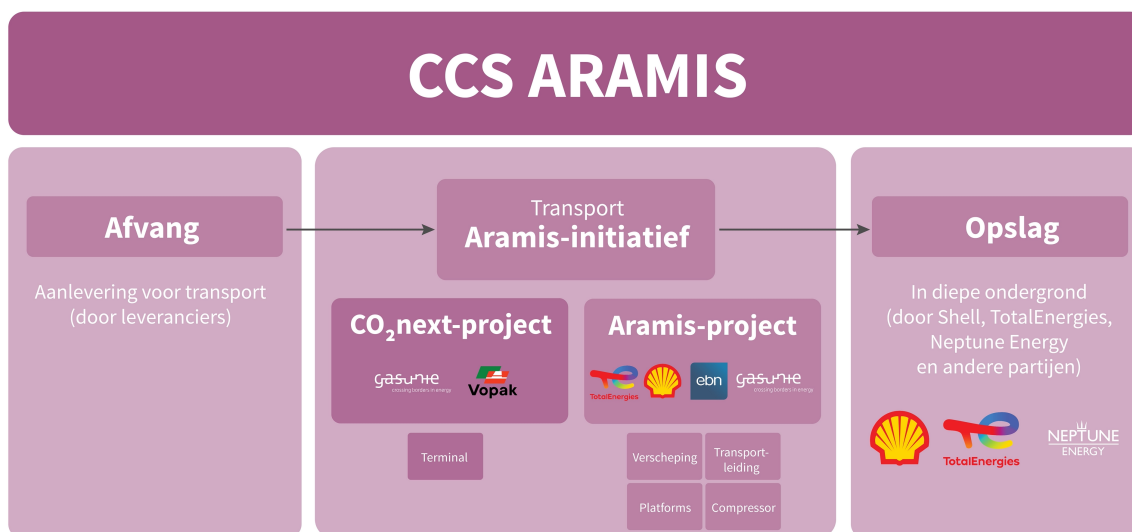 CCS ARAMIS
Afvang
Aanlevering voor transport
(door leveranciers)
Transport
Aramis-initiatief
CO₂next-project
gasunie
crossing borders in energy
Vopak
Aramis-project
TotalEnergies
ebn
gasunie
crossing borders in energy
Terminal
Verscheping
Transport-
leiding
Platforms
Compressor
Opslag
In diepe ondergrond
(door Shell, TotalEnergies,
Neptune Energy
en andere partijen)
TotalEnergies
NEPTUNE
ENERGY